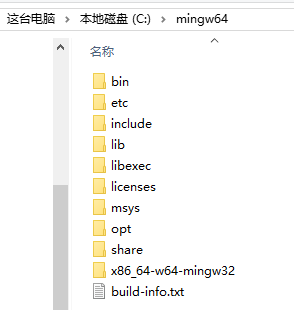 这台电脑 › 本地磁盘 (C:) › mingw64
名称
bin
etc
include
lib
libexec
licenses
msys
opt
share
x86_64-w64-mingw32
build-info.txt